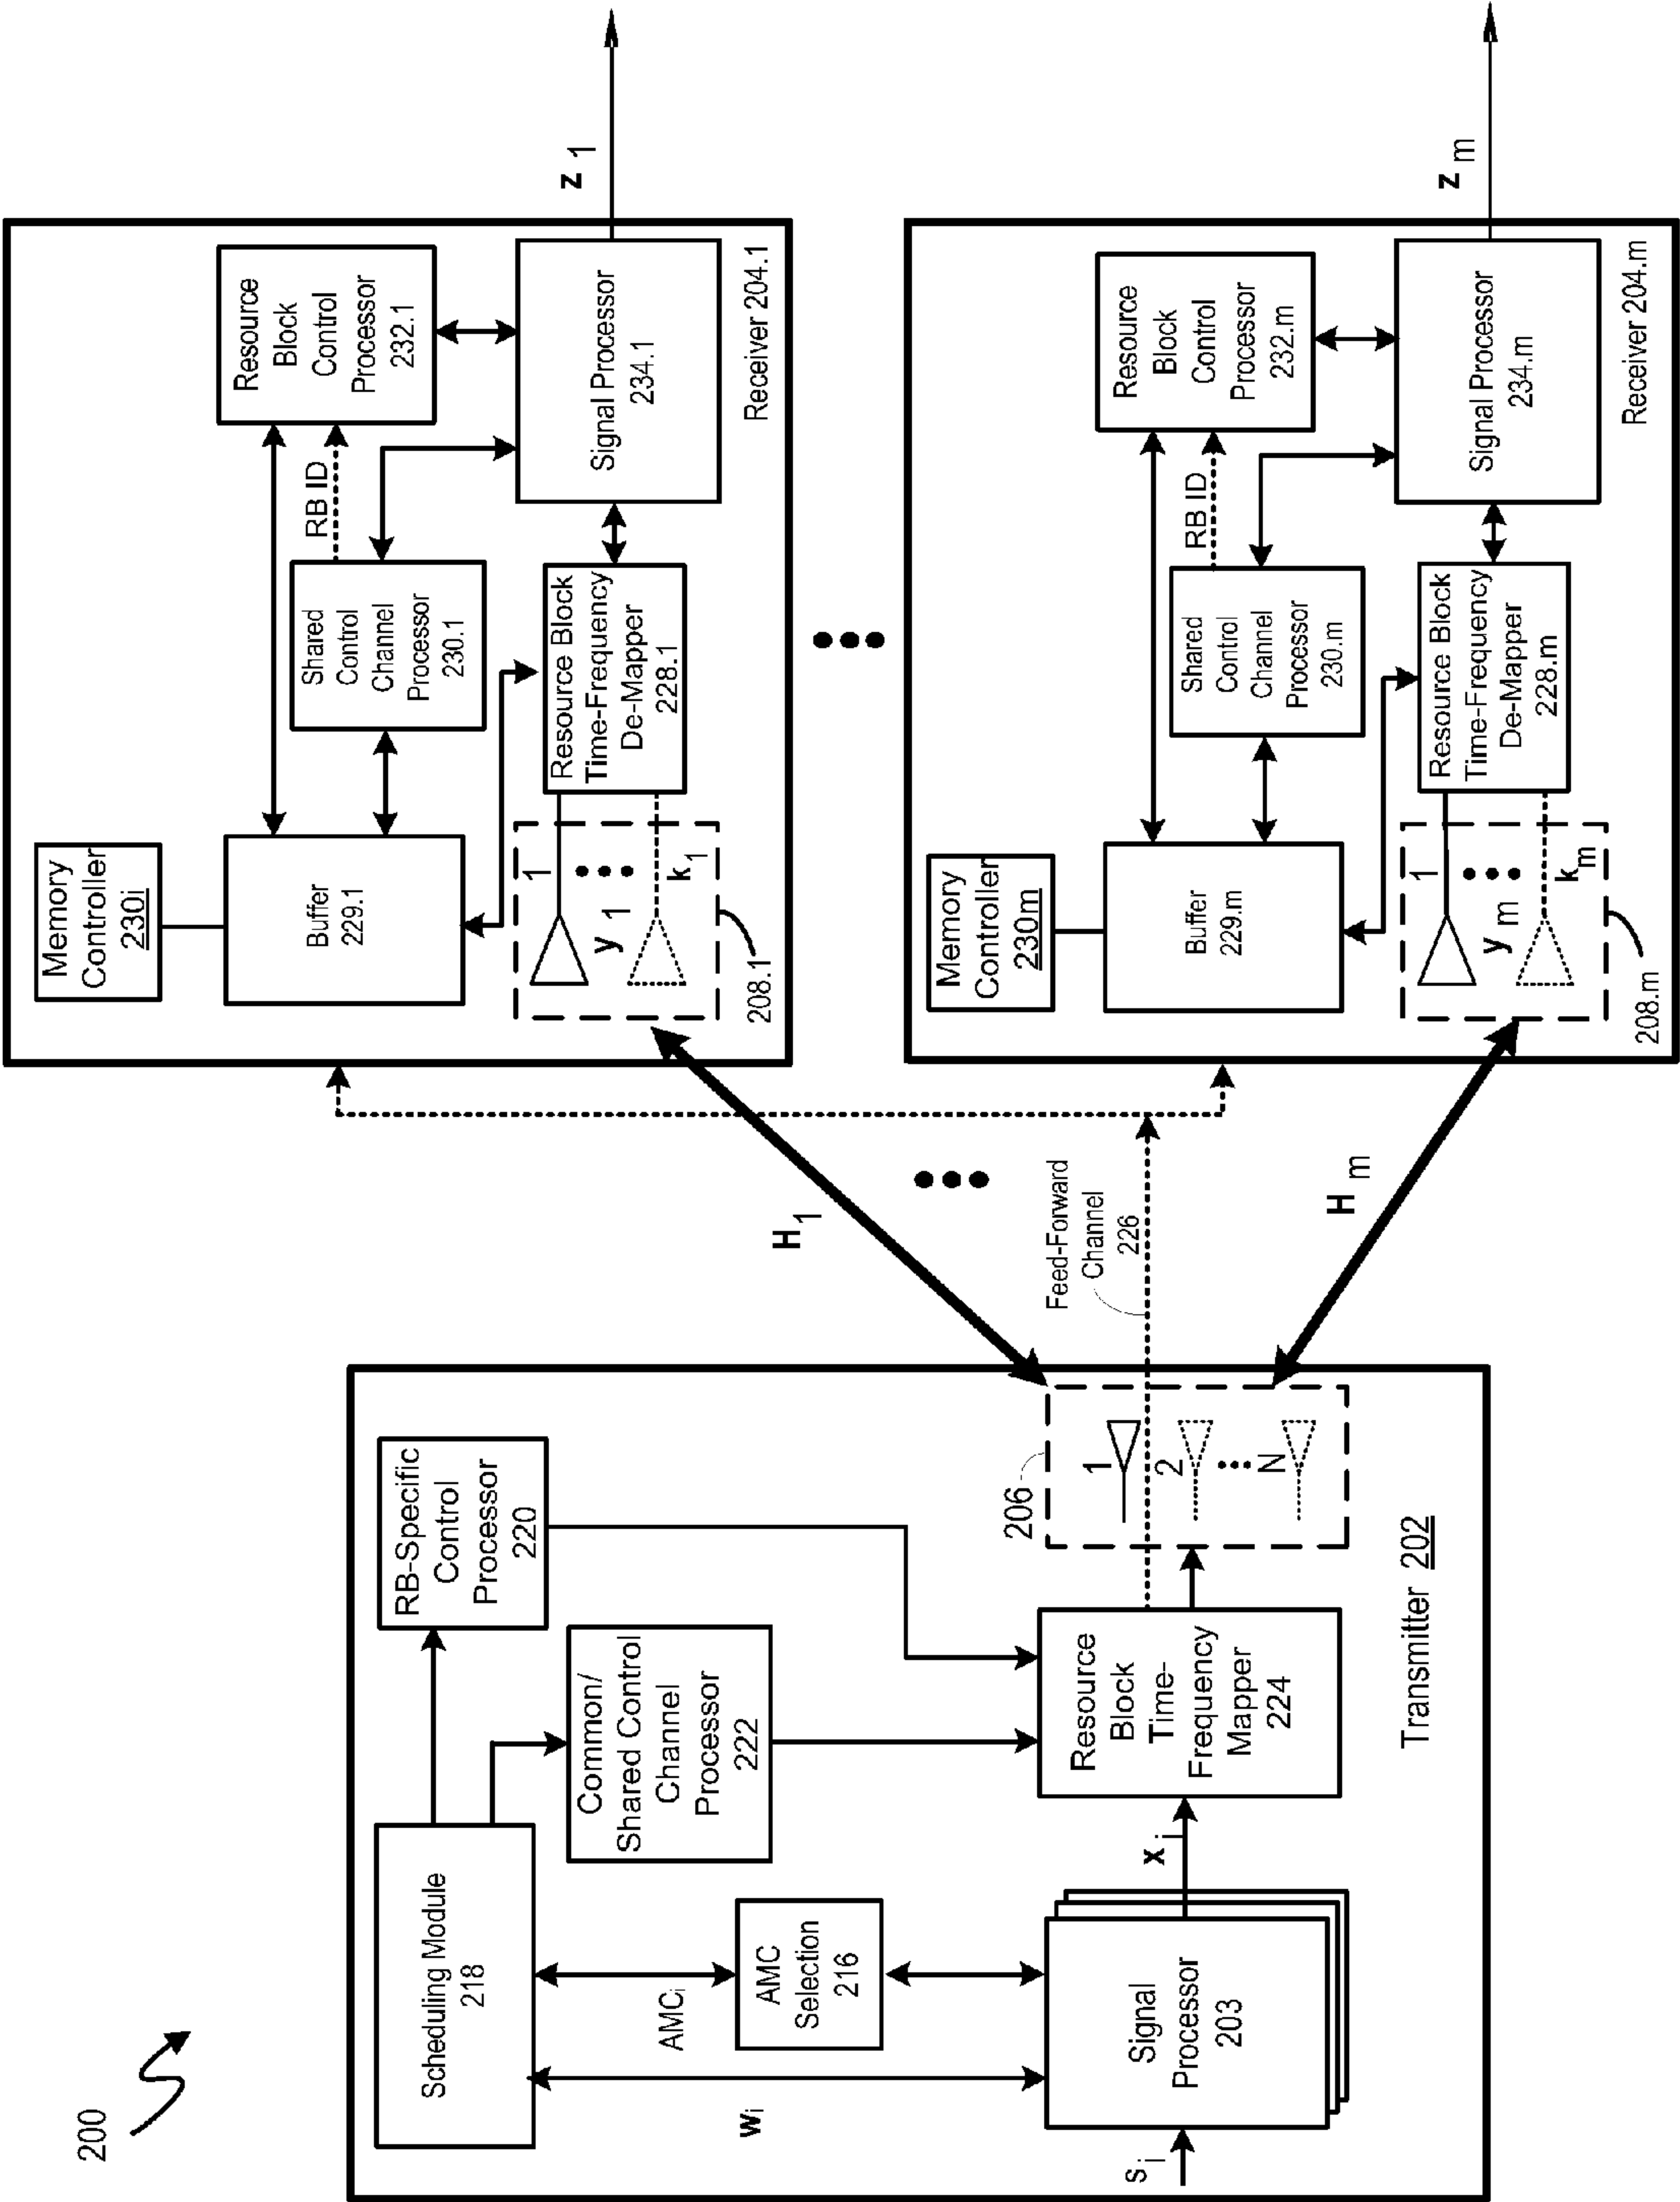 200
Scheduling Module
218
RB-Specific
Control
Processor
220
Common/
Shared Control
Channel
Processor
222
wi
AMCi
AMC
Selection
216
si
Signal
Processor
203
xi
Resource
Block
Time-
Frequency
Mapper
224
206
1
2
N
Transmitter 202
Feed-Forward
Channel
226
H1
Hm
Memory
Controller
230i
Buffer
229.1
Shared
Control
Channel
Processor
230.1
RB ID
Resource
Block
Control
Processor
232.1
1
y1
k1
208.1
Resource Block
Time-Frequency
De-Mapper
228.1
Signal Processor
234.1
Receiver 204.1
z1
Memory
Controller
230m
Buffer
229.m
Shared
Control
Channel
Processor
230.m
RB ID
Resource
Block
Control
Processor
232.m
1
ym
km
208.m
Resource Block
Time-Frequency
De-Mapper
228.m
Signal Processor
234.m
Receiver 204.m
zm